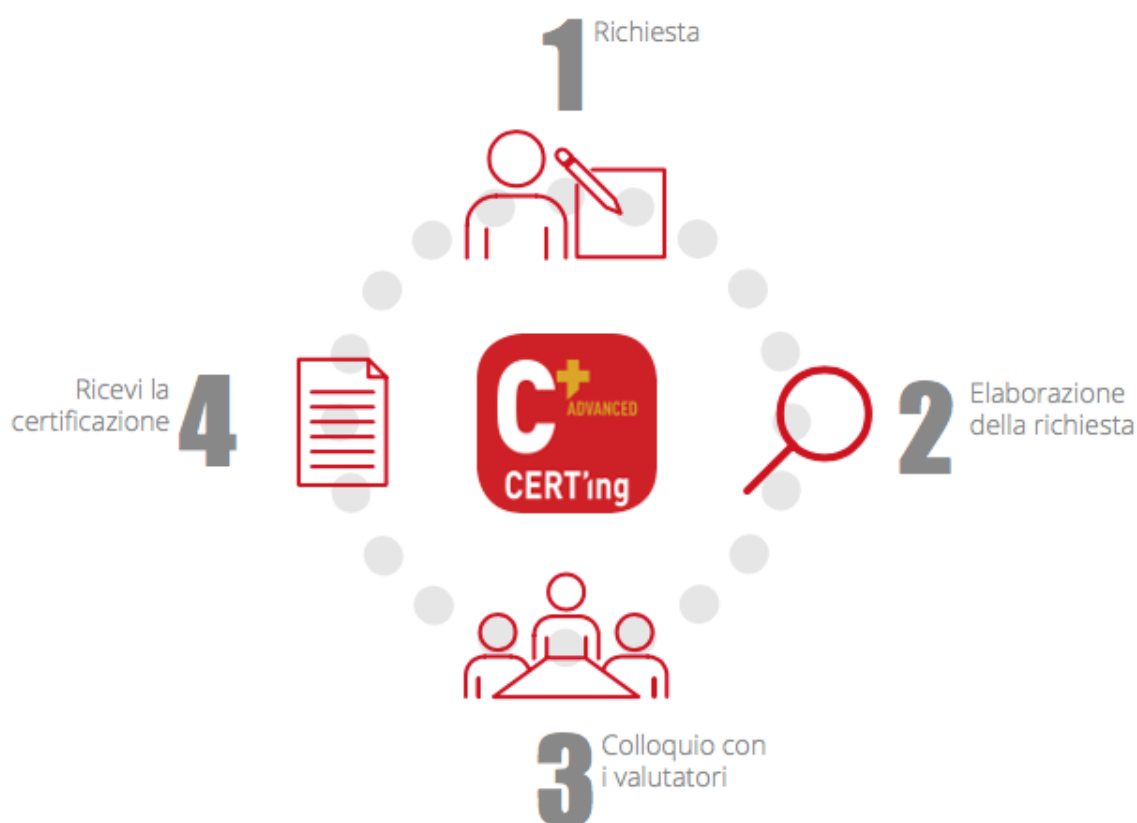 1 Richiesta
C+
ADVANCED
CERT'ing
2 Elaborazione
della richiesta
3 Colloquio con
i valutatori
4 Ricevi la
certificazione